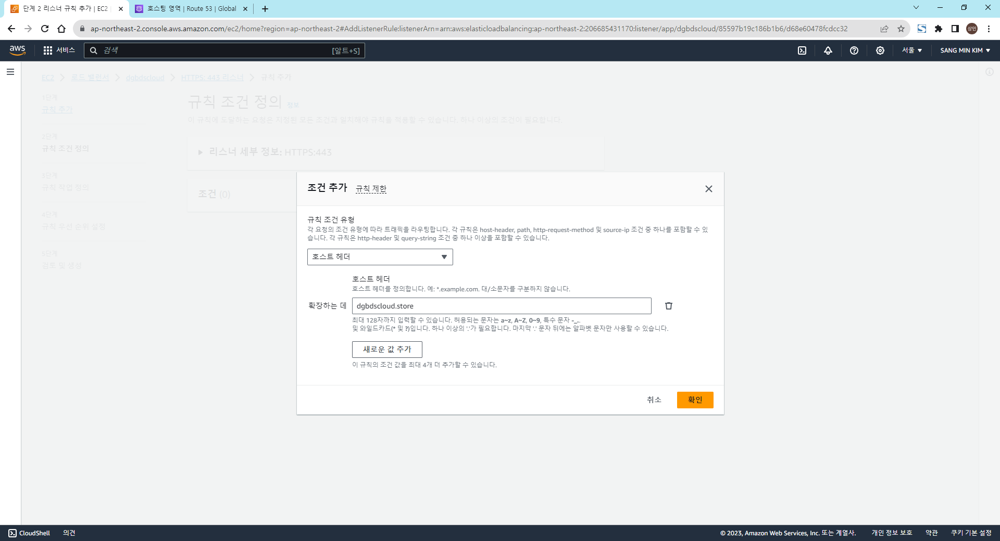 단계 2 리스너 규칙 추가 | EC2
호스팅 영역 | Route 53 | Global
ap-northeast-2.console.aws.amazon.com/ec2/home?region=ap-northeast-2#AddListenerRule:listenerArn=arn:aws:elasticloadbalancing:ap-northeast-2:206685431170:listener/app/dgbdscloud/85597b19c186b1b6/d68e60478fcdcc32
상민
aws
서비스
검색
[알트+S]
서울
SANG MIN KIM
EC2
로드 밸런서
dgbdscloud
HTTPS: 443 리스너
규칙 추가
1단계
규칙 추가
2단계
규칙 조건 정의
3단계
규칙 작업 정의
4단계
규칙 우선 순위 설정
5단계
검토 및 생성
규칙 조건 정의 정보
이 규칙에 도달하는 요청은 지정된 모든 조건과 일치해야 규칙을 적용할 수 있습니다. 하나 이상의 조건이 필요합니다.
리스너 세부 정보: HTTPS:443
조건 (0)
조건 추가 규칙 제한
규칙 조건 유형
각 요청의 조건 유형에 따라 트래픽을 라우팅합니다. 각 규칙은 host-header, path, http-request-method 및 source-ip 조건 중 하나를 포함할 수 있
습니다. 각 규칙은 http-header 및 query-string 조건 중 하나 이상을 포함할 수 있습니다.
호스트 헤더
호스트 헤더
호스트 헤더를 정의합니다. 예: *.example.com. 대/소문자를 구분하지 않습니다.
확장하는 데
dgbdscloud.store
최대 128자까지 입력할 수 있습니다. 허용되는 문자는 a~z, A~Z, 0~9, 특수 문자 -_..
및 와일드카드(* 및 ?)입니다. 하나 이상의 '.'가 필요합니다. 마지막 '.' 문자 뒤에는 알파벳 문자만 사용할 수 있습니다.
새로운 값 추가
이 규칙의 조건 값을 최대 4개 더 추가할 수 있습니다.
취소
확인
CloudShell
의견
© 2023, Amazon Web Services, Inc. 또는 계열사.
개인 정보 보호
약관
쿠키 기본 설정